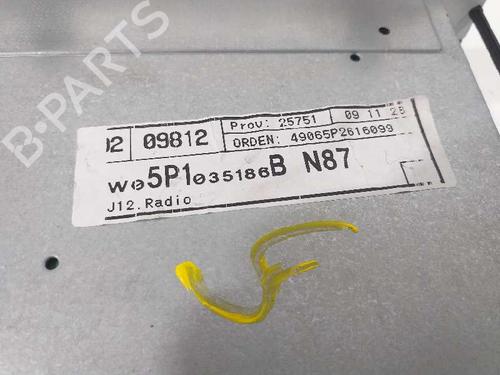 B-PARTS
02 09812 Prov: 25751 09 11 28
ORDEN: 49065P2616099
W05P1035186B N87
J12.Radio